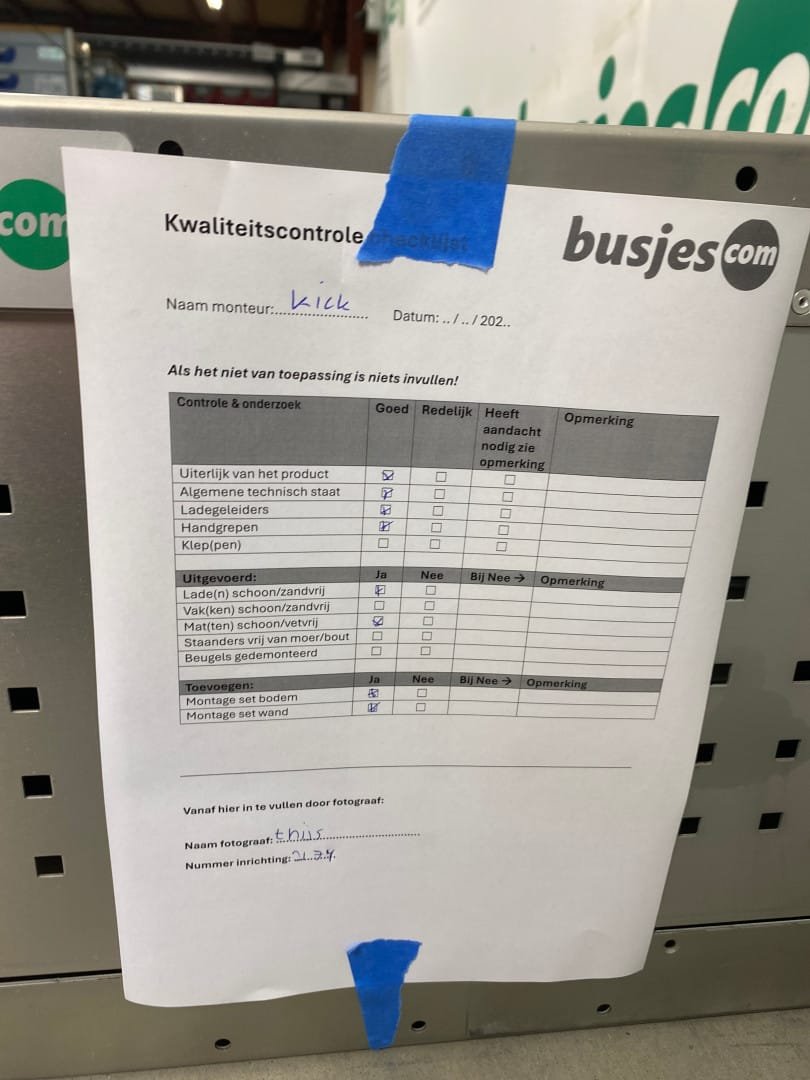 com
Kwaliteitscontrole checklist
busjes com
Naam monteur: Kick
Datum: .. / .. / 202..
Als het niet van toepassing is niets invullen!
Controle & onderzoek Goed Redelijk Heeft aandacht nodig zie opmerking Opmerking
Uiterlijk van het product ☒ ☐ ☐
Algemene technisch staat ☒ ☐ ☐
Ladegeleiders ☒ ☐ ☐
Handgrepen ☒ ☐ ☐
Klep(pen) ☐ ☐ ☐
Uitgevoerd: Ja Nee Bij Nee → Opmerking
Lade(n) schoon/zandvrij ☒ ☐
Vak(ken) schoon/zandvrij ☐ ☐
Mat(ten) schoon/vetvrij ☒ ☐
Staanders vrij van moer/bout ☐ ☐
Beugels gedemonteerd ☐ ☐
Toevoegen: Ja Nee Bij Nee → Opmerking
Montage set bodem ☒ ☐
Montage set wand ☒ ☐
Vanaf hier in te vullen door fotograaf:
Naam fotograaf: thijs
Nummer inrichting: